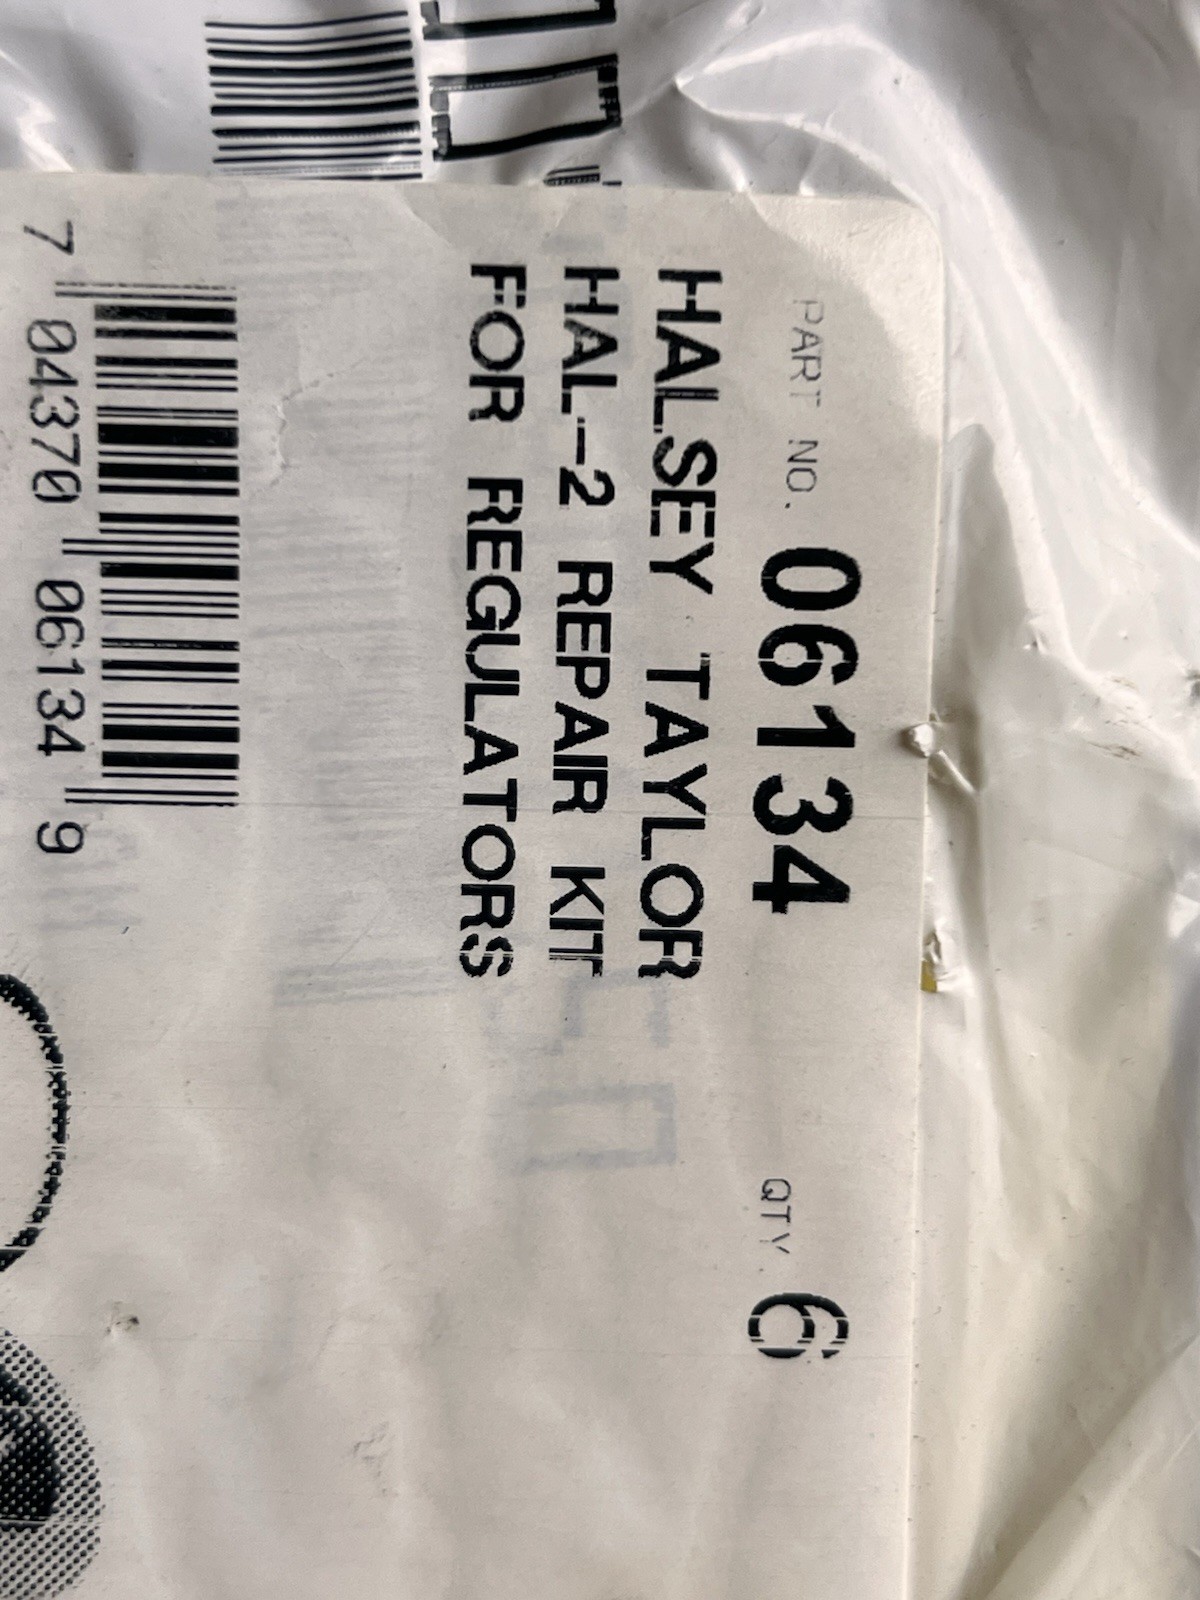 PART NO. 06134 QTY 6
HALSEY TAYLOR
HAL-2 REPAIR KIT
FOR REGULATORS
7 04370 06134 9